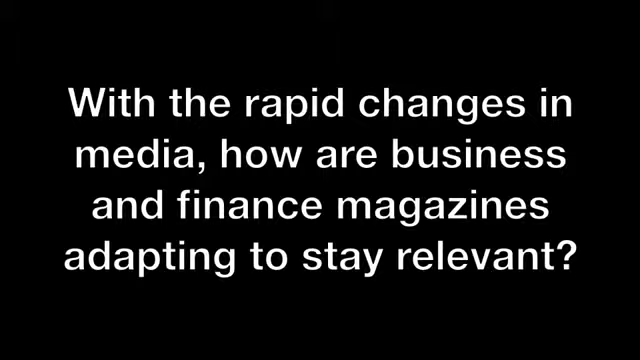 With the rapid changes in
media, how are business
and finance magazines
adapting to stay relevant?